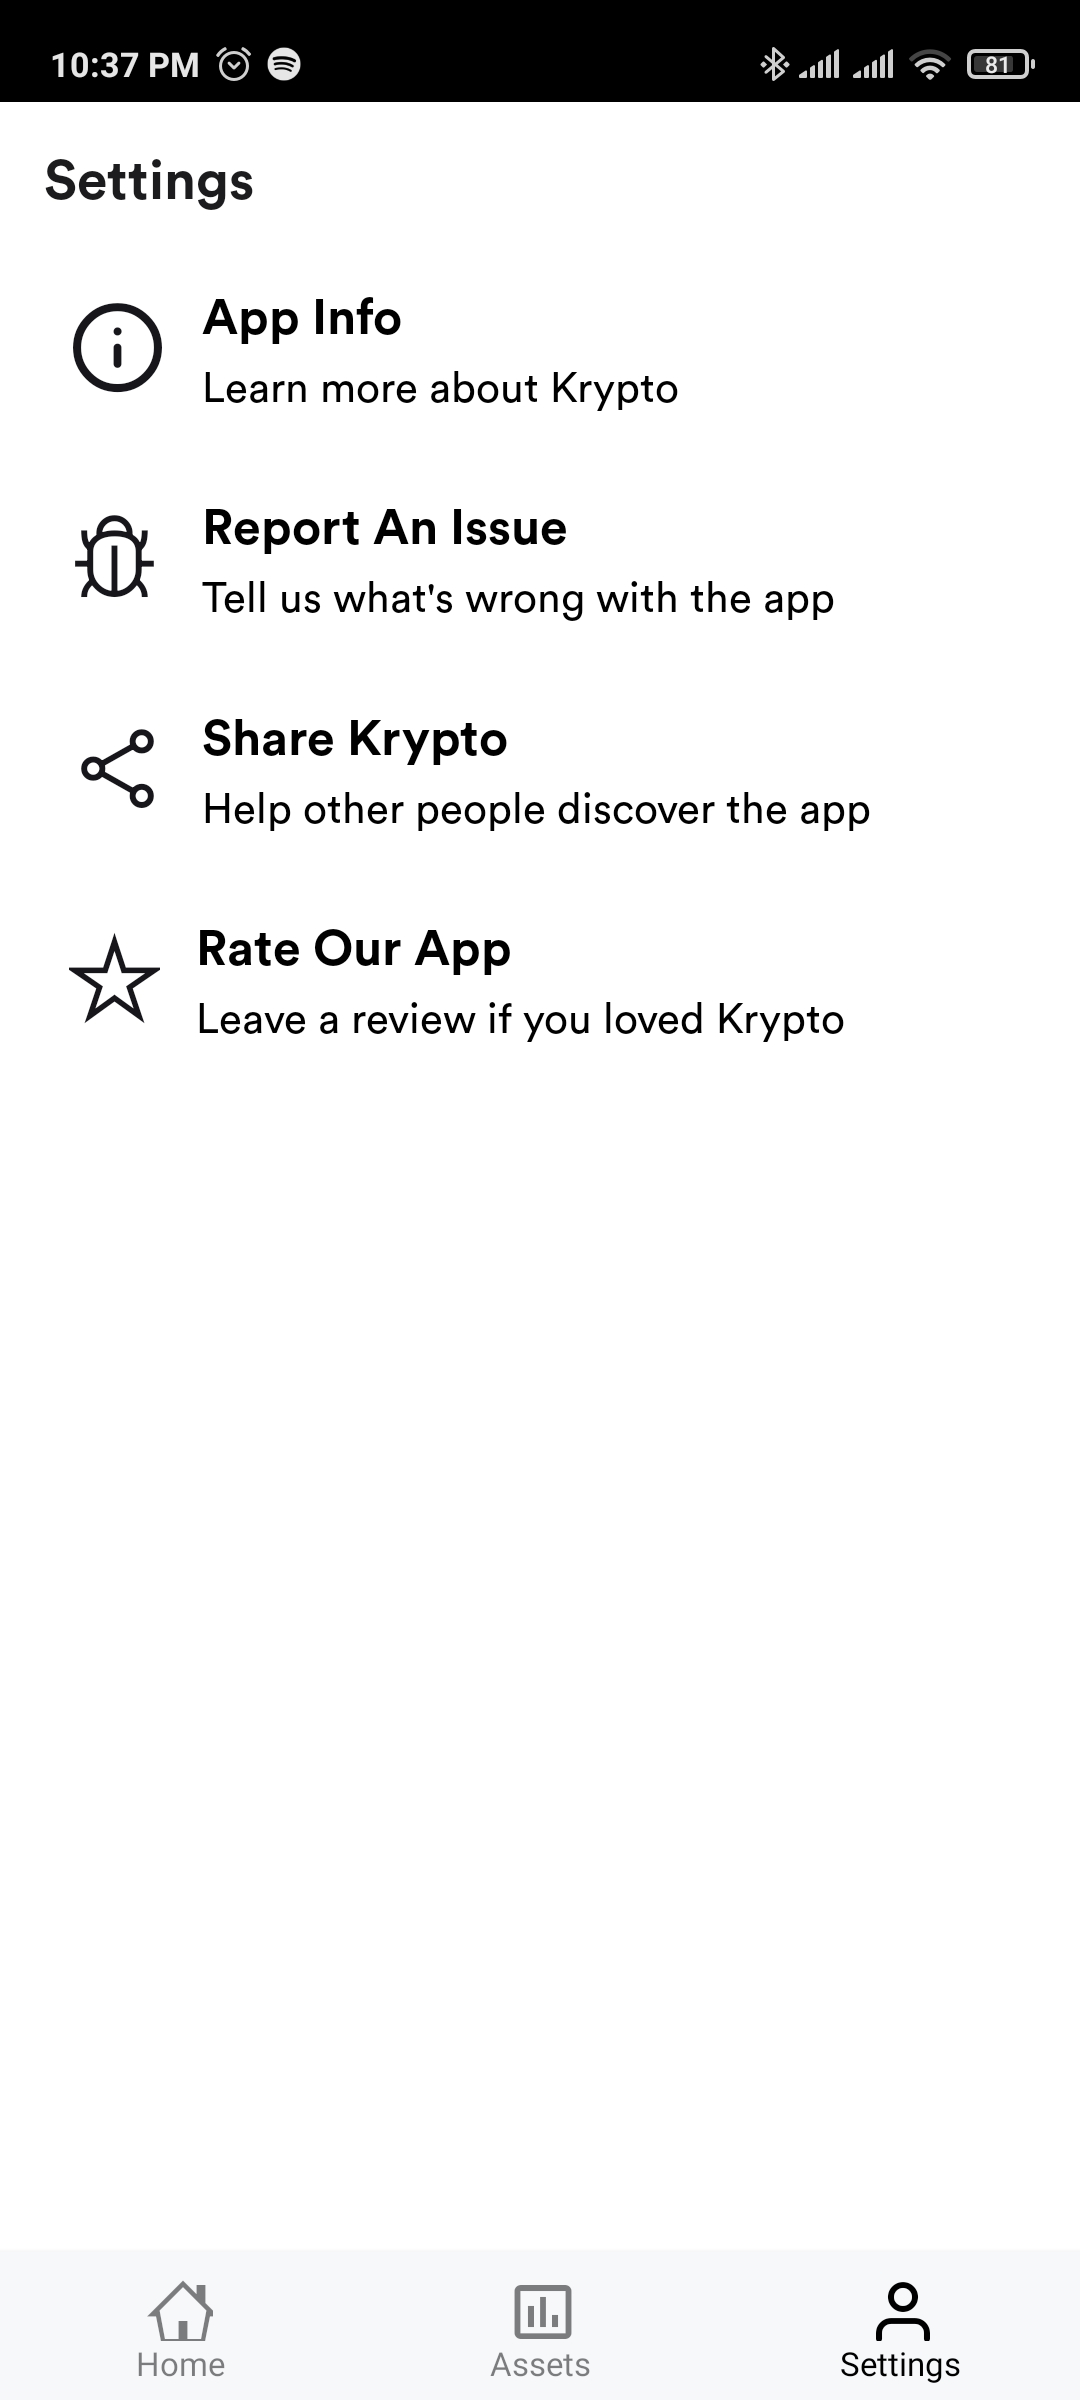 10:37 PM
81
Settings
App Info
Learn more about Krypto
Report An Issue
Tell us what's wrong with the app
Share Krypto
Help other people discover the app
Rate Our App
Leave a review if you loved Krypto
Home
Assets
Settings